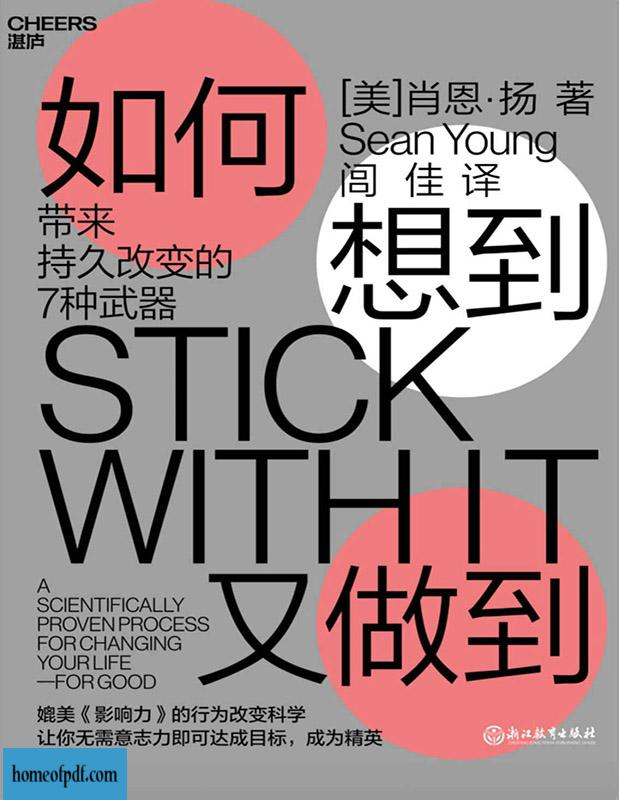 CHEERS
湛庐
如何
[美]肖恩·扬 著
Sean Young
闾 佳 译
带来
持久改变的
7种武器
想到
STICK
WITH IT
又做到
A
SCIENTIFICALLY
PROVEN PROCESS
FOR CHANGING
YOUR LIFE
—FOR GOOD
媲美《影响力》的行为改变科学
让你无需意志力即可达成目标，成为精英
浙江教育出版社
homeofpdf.com